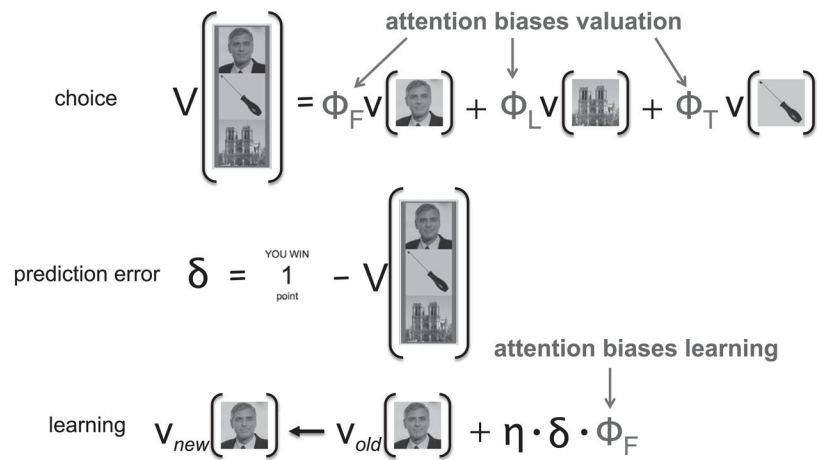 attention biases valuation
choice V = Φ_F v + Φ_L v + Φ_T v
prediction error δ = YOU WIN 1 point − V
attention biases learning
learning v_new ← v_old + η · δ · Φ_F